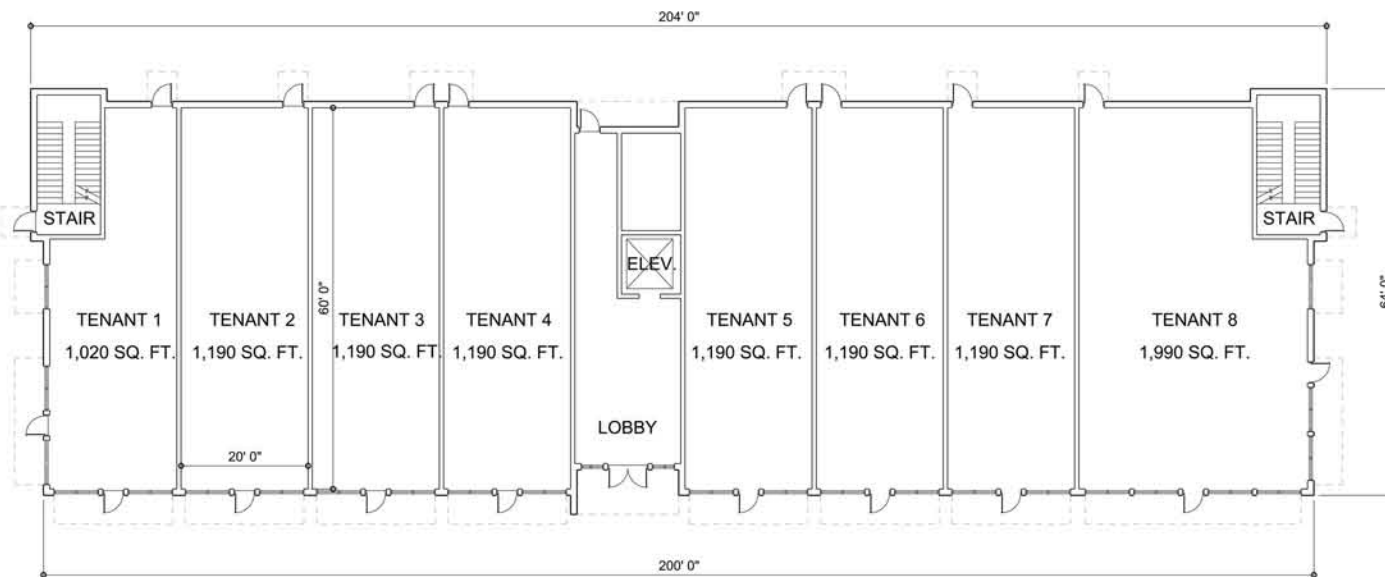 204' 0"
STAIR
STAIR
ELEV.
60' 0"
64' 0"
TENANT 1
1,020 SQ. FT.
TENANT 2
1,190 SQ. FT.
TENANT 3
1,190 SQ. FT.
TENANT 4
1,190 SQ. FT.
TENANT 5
1,190 SQ. FT.
TENANT 6
1,190 SQ. FT.
TENANT 7
1,190 SQ. FT.
TENANT 8
1,990 SQ. FT.
LOBBY
20' 0"
200' 0"